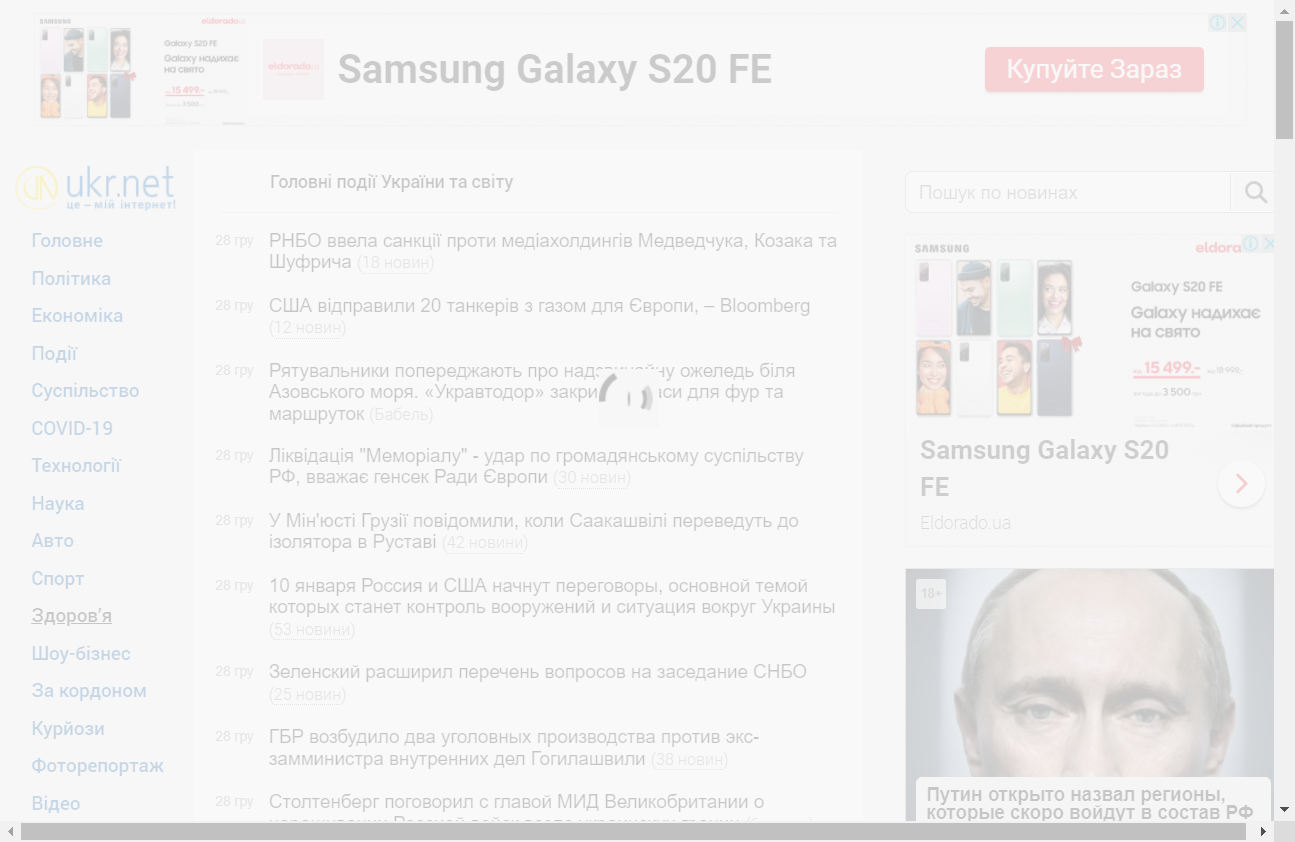 SAMSUNG
eldorado.ua
Galaxy S20 FE
Galaxy надихає
на свято
15 499.-
3 500
eldorado.ua
Samsung Galaxy S20 FE
Купуйте Зараз
ukr.net
це – мій Інтернет!
Головне
Політика
Економіка
Події
Суспільство
COVID-19
Технології
Наука
Авто
Спорт
Здоров'я
Шоу-бізнес
За кордоном
Курйози
Фоторепортаж
Відео
Головні події України та світу
28 гру РНБО ввела санкції проти медіахолдингів Медведчука, Козака та
Шуфрича (18 новин)
28 гру США відправили 20 танкерів з газом для Європи, – Bloomberg
(12 новин)
28 гру Рятувальники попереджають про надзвичайну ожеледь біля
Азовського моря. «Укравтодор» закри аси для фур та
маршруток (Бабель)
28 гру Ліквідація "Меморіалу" - удар по громадянському суспільству
РФ, вважає генсек Ради Європи (30 новин)
28 гру У Мін'юсті Грузії повідомили, коли Саакашвілі переведуть до
ізолятора в Руставі (42 новини)
28 гру 10 января Россия и США начнут переговоры, основной темой
которых станет контроль вооружений и ситуация вокруг Украины
(53 новини)
28 гру Зеленский расширил перечень вопросов на заседание СНБО
(25 новин)
28 гру ГБР возбудило два уголовных производства против экс-
замминистра внутренних дел Гогилашвили (38 новин)
28 гру Столтенберг поговорил с главой МИД Великобритании о
Пошук по новинах
SAMSUNG
eldora
Galaxy S20 FE
Galaxy надихає
на свято
15 499.-
18 999.-
3 500 грн
Samsung Galaxy S20
FE
Eldorado.ua
18+
Путин открыто назвал регионы,
которые скоро войдут в состав РФ